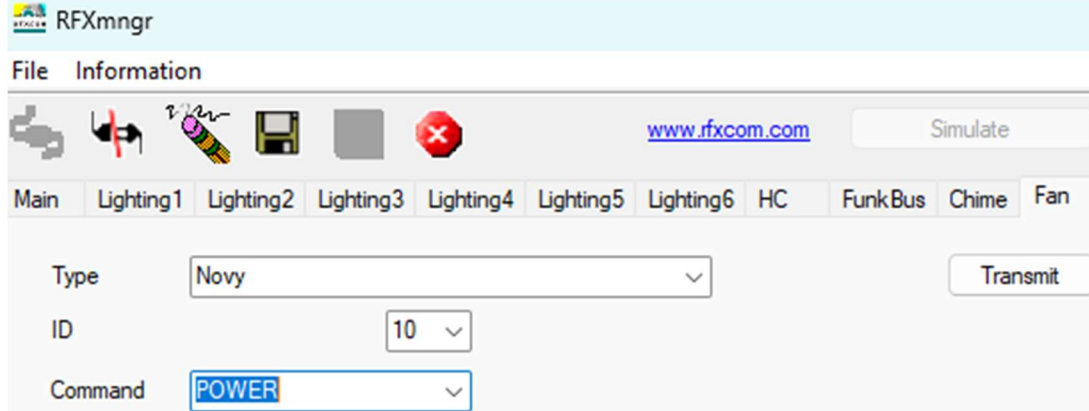 RFXmngr
File Information
www.rfxcom.com Simulate
Main Lighting1 Lighting2 Lighting3 Lighting4 Lighting5 Lighting6 HC FunkBus Chime Fan
Type Novy Transmit
ID 10
Command POWER